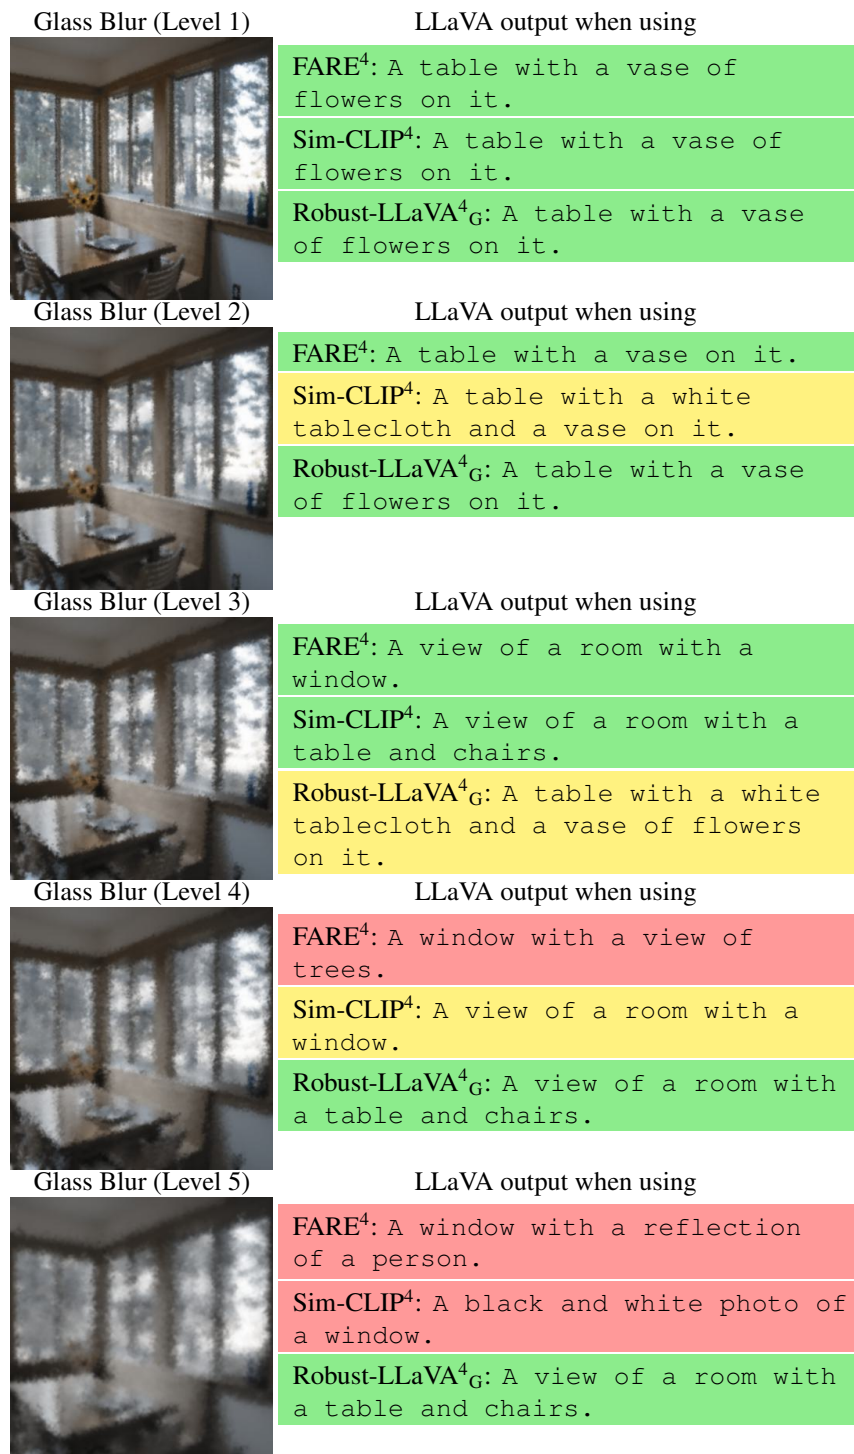 Glass Blur (Level 1)
LLaVA output when using
FARE⁴: A table with a vase of
flowers on it.
Sim-CLIP⁴: A table with a vase of
flowers on it.
Robust-LLaVA⁴G: A table with a vase
of flowers on it.
Glass Blur (Level 2)
LLaVA output when using
FARE⁴: A table with a vase on it.
Sim-CLIP⁴: A table with a white
tablecloth and a vase on it.
Robust-LLaVA⁴G: A table with a vase
of flowers on it.
Glass Blur (Level 3)
LLaVA output when using
FARE⁴: A view of a room with a
window.
Sim-CLIP⁴: A view of a room with a
table and chairs.
Robust-LLaVA⁴G: A table with a white
tablecloth and a vase of flowers
on it.
Glass Blur (Level 4)
LLaVA output when using
FARE⁴: A window with a view of
trees.
Sim-CLIP⁴: A view of a room with a
window.
Robust-LLaVA⁴G: A view of a room with
a table and chairs.
Glass Blur (Level 5)
LLaVA output when using
FARE⁴: A window with a reflection
of a person.
Sim-CLIP⁴: A black and white photo of
a window.
Robust-LLaVA⁴G: A view of a room with
a table and chairs.